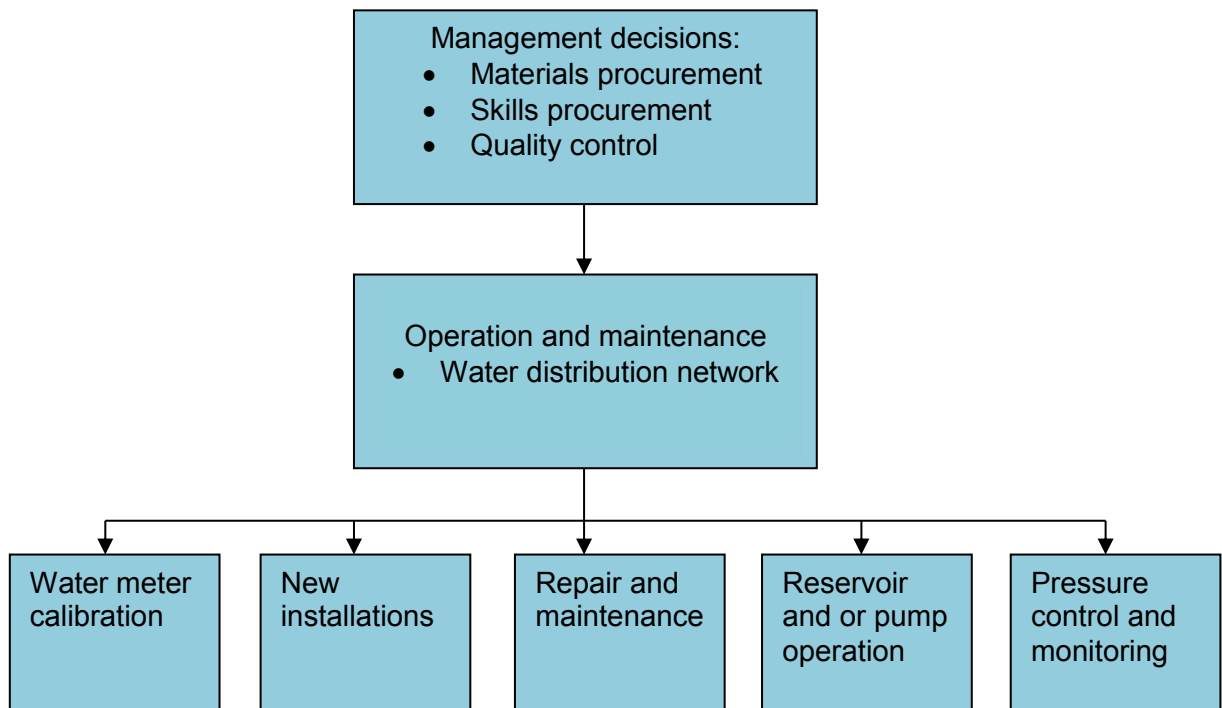 Management decisions:
• Materials procurement
• Skills procurement
• Quality control
Operation and maintenance
• Water distribution network
Water meter
calibration
New
installations
Repair and
maintenance
Reservoir
and or pump
operation
Pressure
control and
monitoring